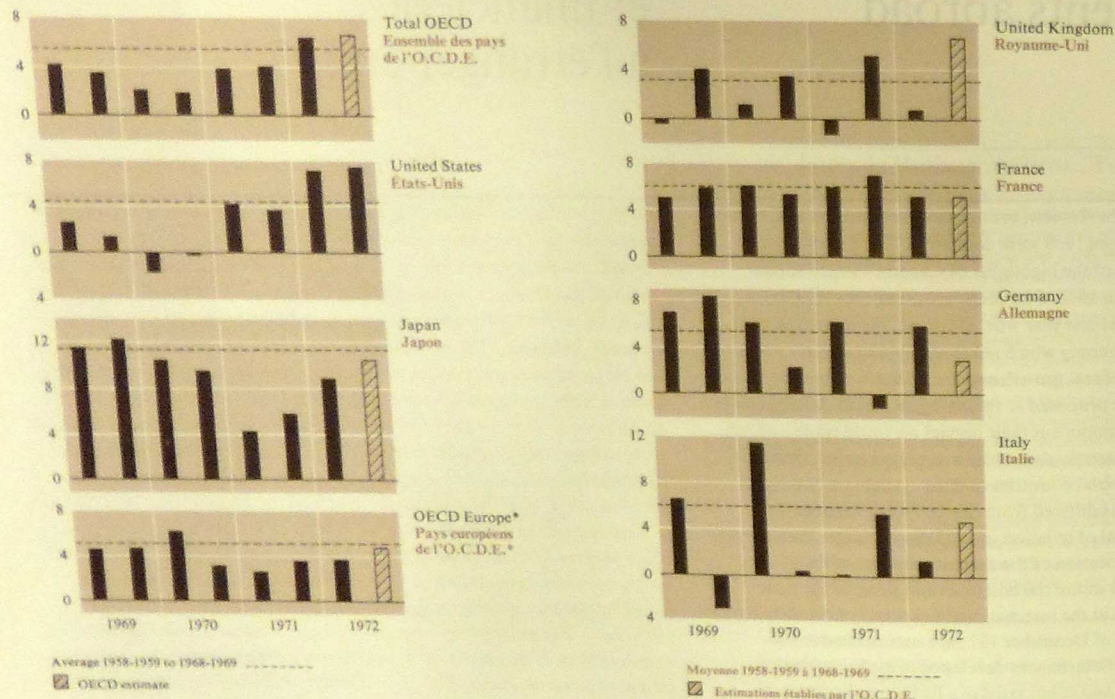 ents abroad
8
4
0
Total OECD
Ensemble des pays
de l'O.C.D.E.
8
4
0
4
United States
États-Unis
12
8
4
0
Japan
Japon
8
4
0
OECD Europe*
Pays européens
de l'O.C.D.E.*
1969 1970 1971 1972
Average 1958-1959 to 1968-1969
OECD estimate
8
4
0
United Kingdom
Royaume-Uni
8
4
0
France
France
8
4
0
Germany
Allemagne
12
8
4
0
4
Italy
Italie
1969 1970 1971 1972
Moyenne 1958-1959 à 1968-1969
Estimations établies par l'O.C.D.E.